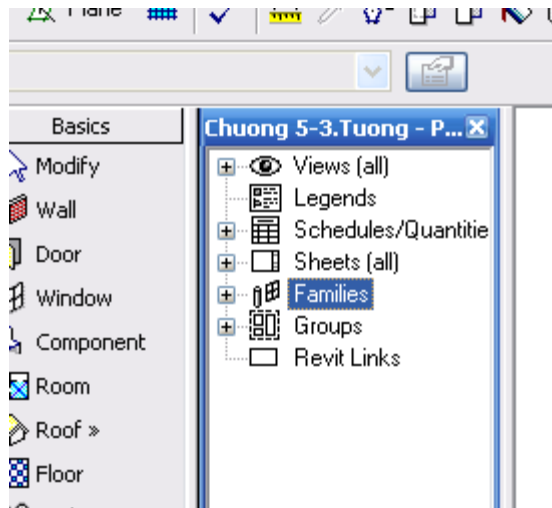 Plane
Basics
Modify
Wall
Door
Window
Component
Room
Roof »
Floor
Chuong 5-3.Tuong - P...
Views (all)
Legends
Schedules/Quantitie
Sheets (all)
Families
Groups
Revit Links